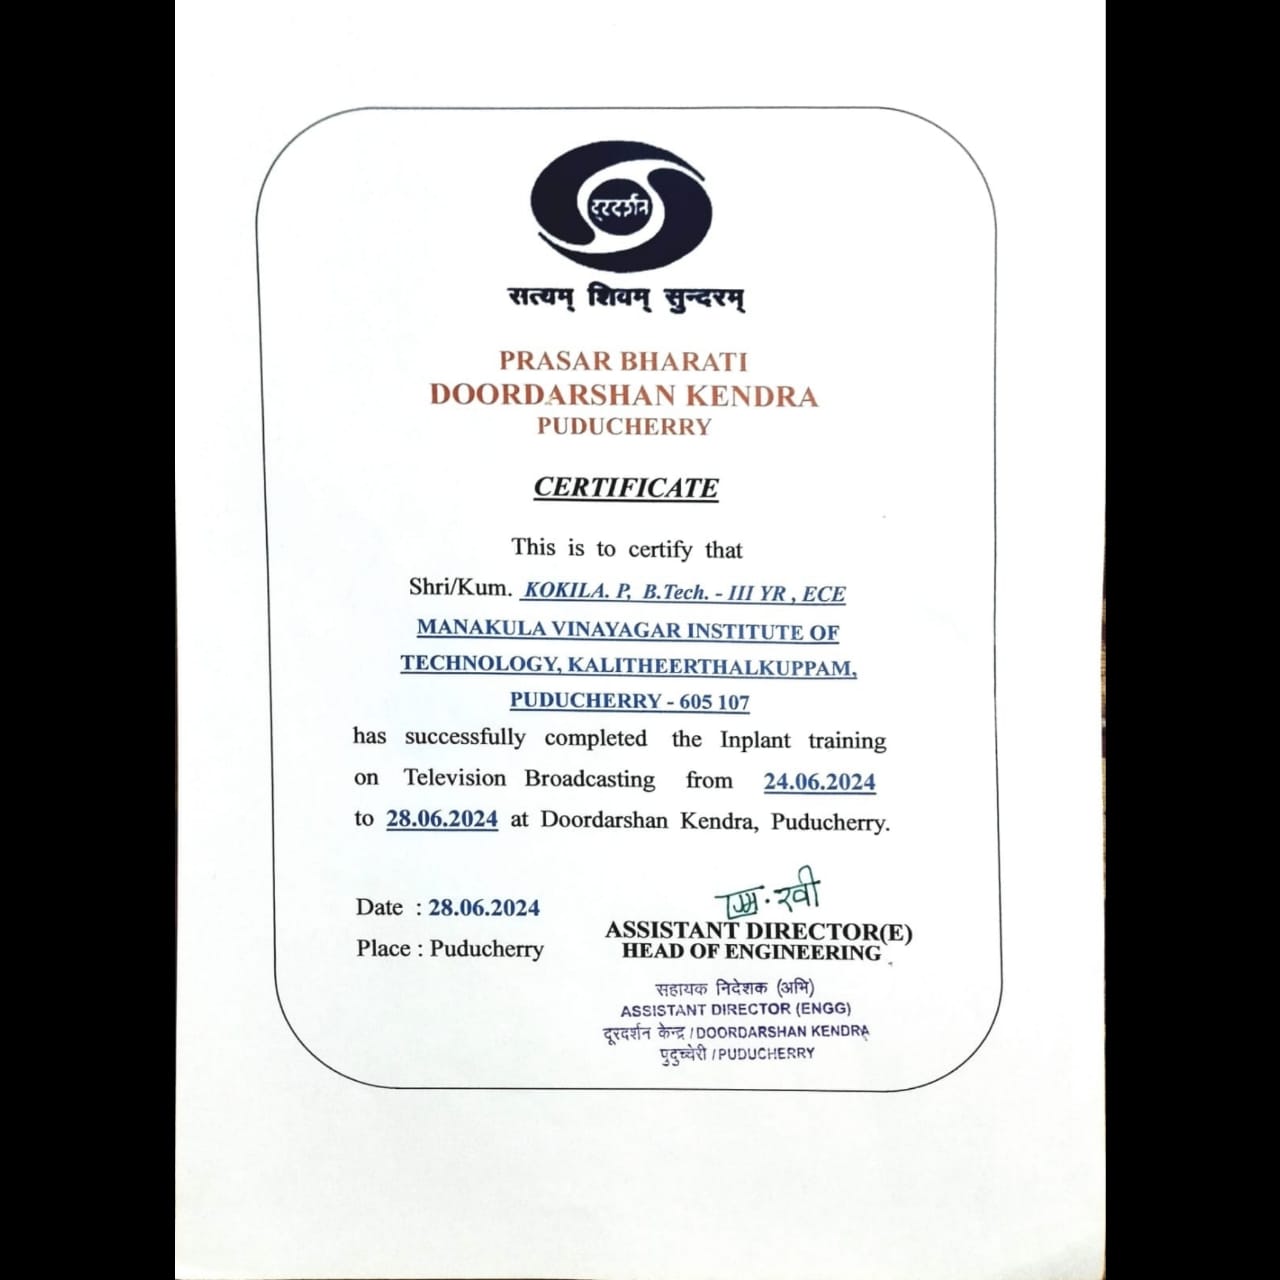 दूरदर्शन
सत्यम् शिवम् सुन्दरम्
PRASAR BHARATI
DOORDARSHAN KENDRA
PUDUCHERRY
CERTIFICATE
This is to certify that
Shri/Kum. KOKILA. P, B.Tech. - III YR , ECE
MANAKULA VINAYAGAR INSTITUTE OF
TECHNOLOGY, KALITHEERTHALKUPPAM,
PUDUCHERRY - 605 107
has successfully completed the Inplant training
on Television Broadcasting from 24.06.2024
to 28.06.2024 at Doordarshan Kendra, Puducherry.
Date : 28.06.2024
Place : Puducherry
एम. रवी
ASSISTANT DIRECTOR(E)
HEAD OF ENGINEERING
सहायक निदेशक (अभि)
ASSISTANT DIRECTOR (ENGG)
दूरदर्शन केन्द्र / DOORDARSHAN KENDRA
पुदुच्चेरी / PUDUCHERRY